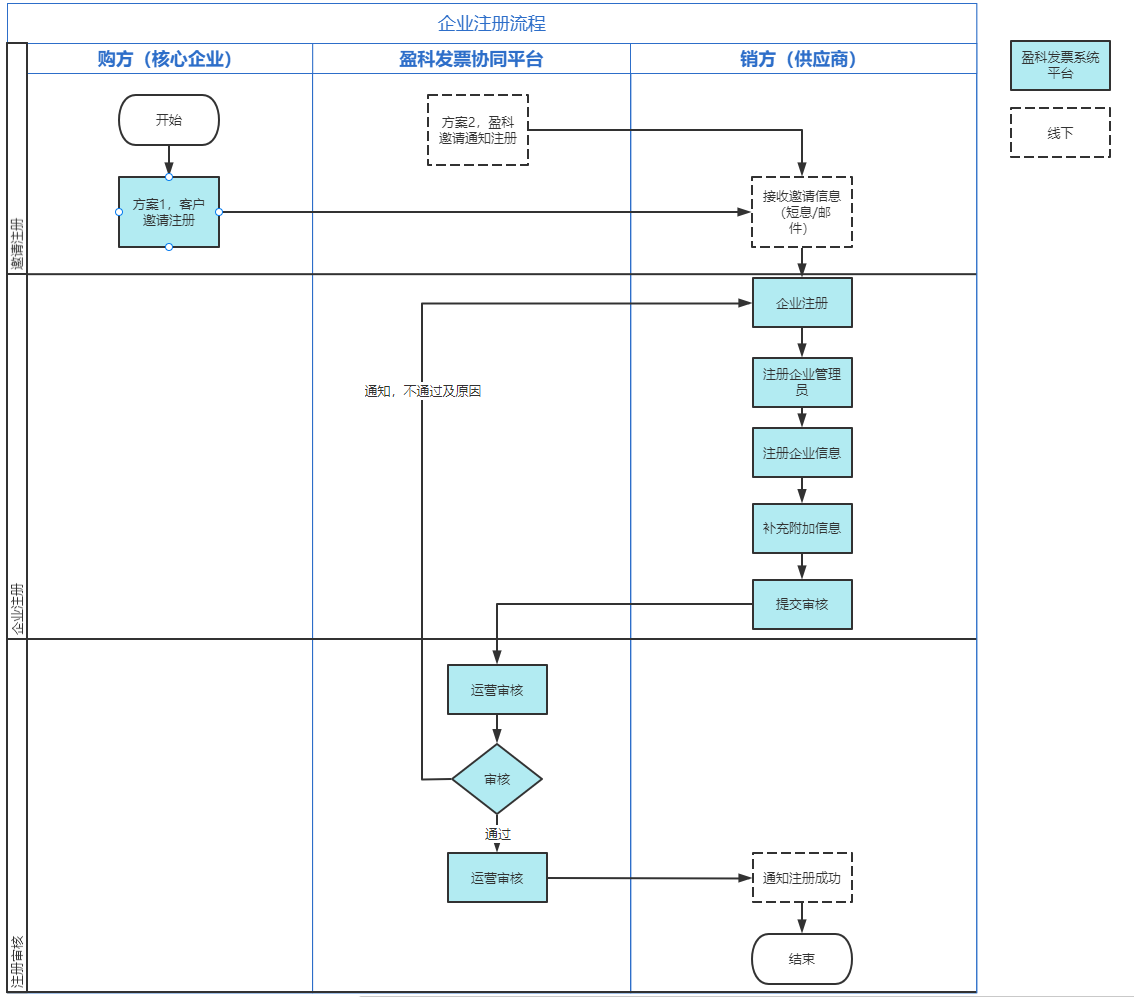 企业注册流程
购方（核心企业）
盈科发票协同平台
销方（供应商）
盈科发票系统
平台
线下
邀请注册
开始
方案2，盈科
邀请通知注册
方案1，客户
邀请注册
接收邀请信息
（短息/邮
件）
企业注册
企业注册
通知，不通过及原因
注册企业管理
员
注册企业信息
补充附加信息
提交审核
注册审核
运营审核
审核
通过
运营审核
通知注册成功
结束